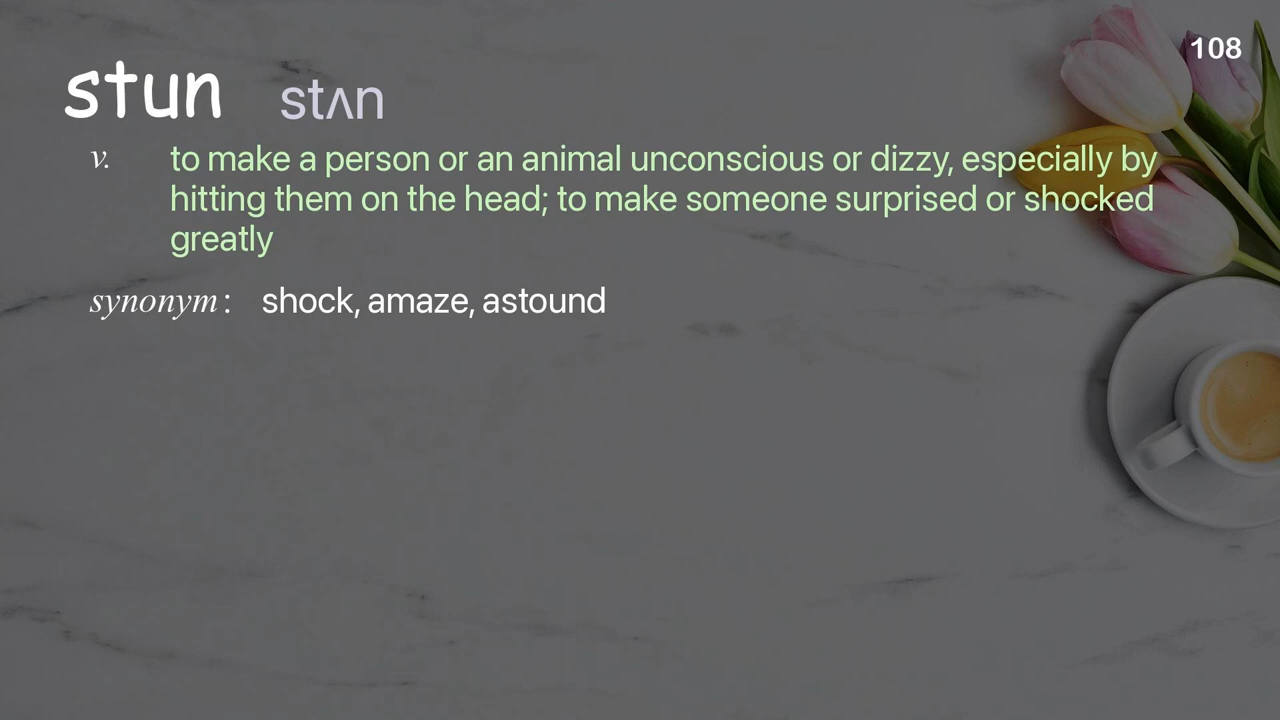 108
stun stʌn
v. to make a person or an animal unconscious or dizzy, especially by
hitting them on the head; to make someone surprised or shocked
greatly
synonym: shock, amaze, astound